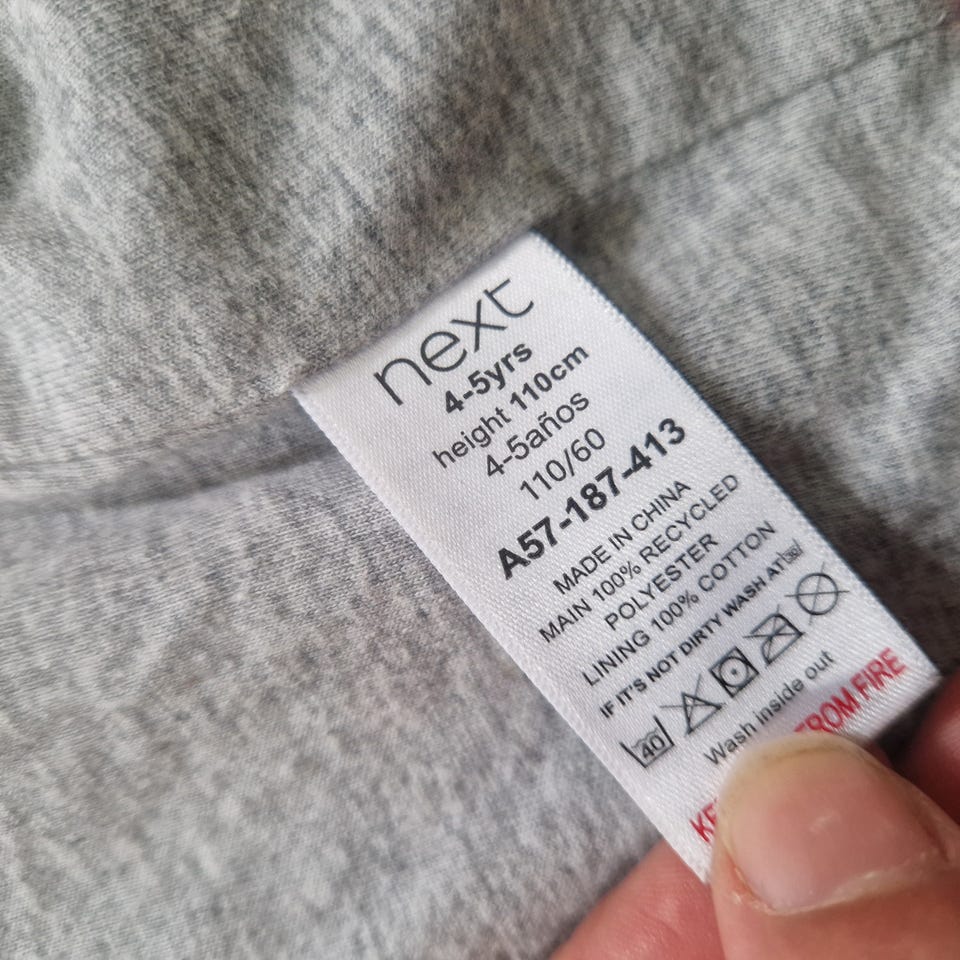 next
4-5yrs
height 110cm
4-5años
110/60
A57-187-413
MADE IN CHINA
MAIN 100% RECYCLED
POLYESTER
LINING 100% COTTON
IF IT'S NOT DIRTY WASH AT 30
40
Wash inside out
FROM FIRE